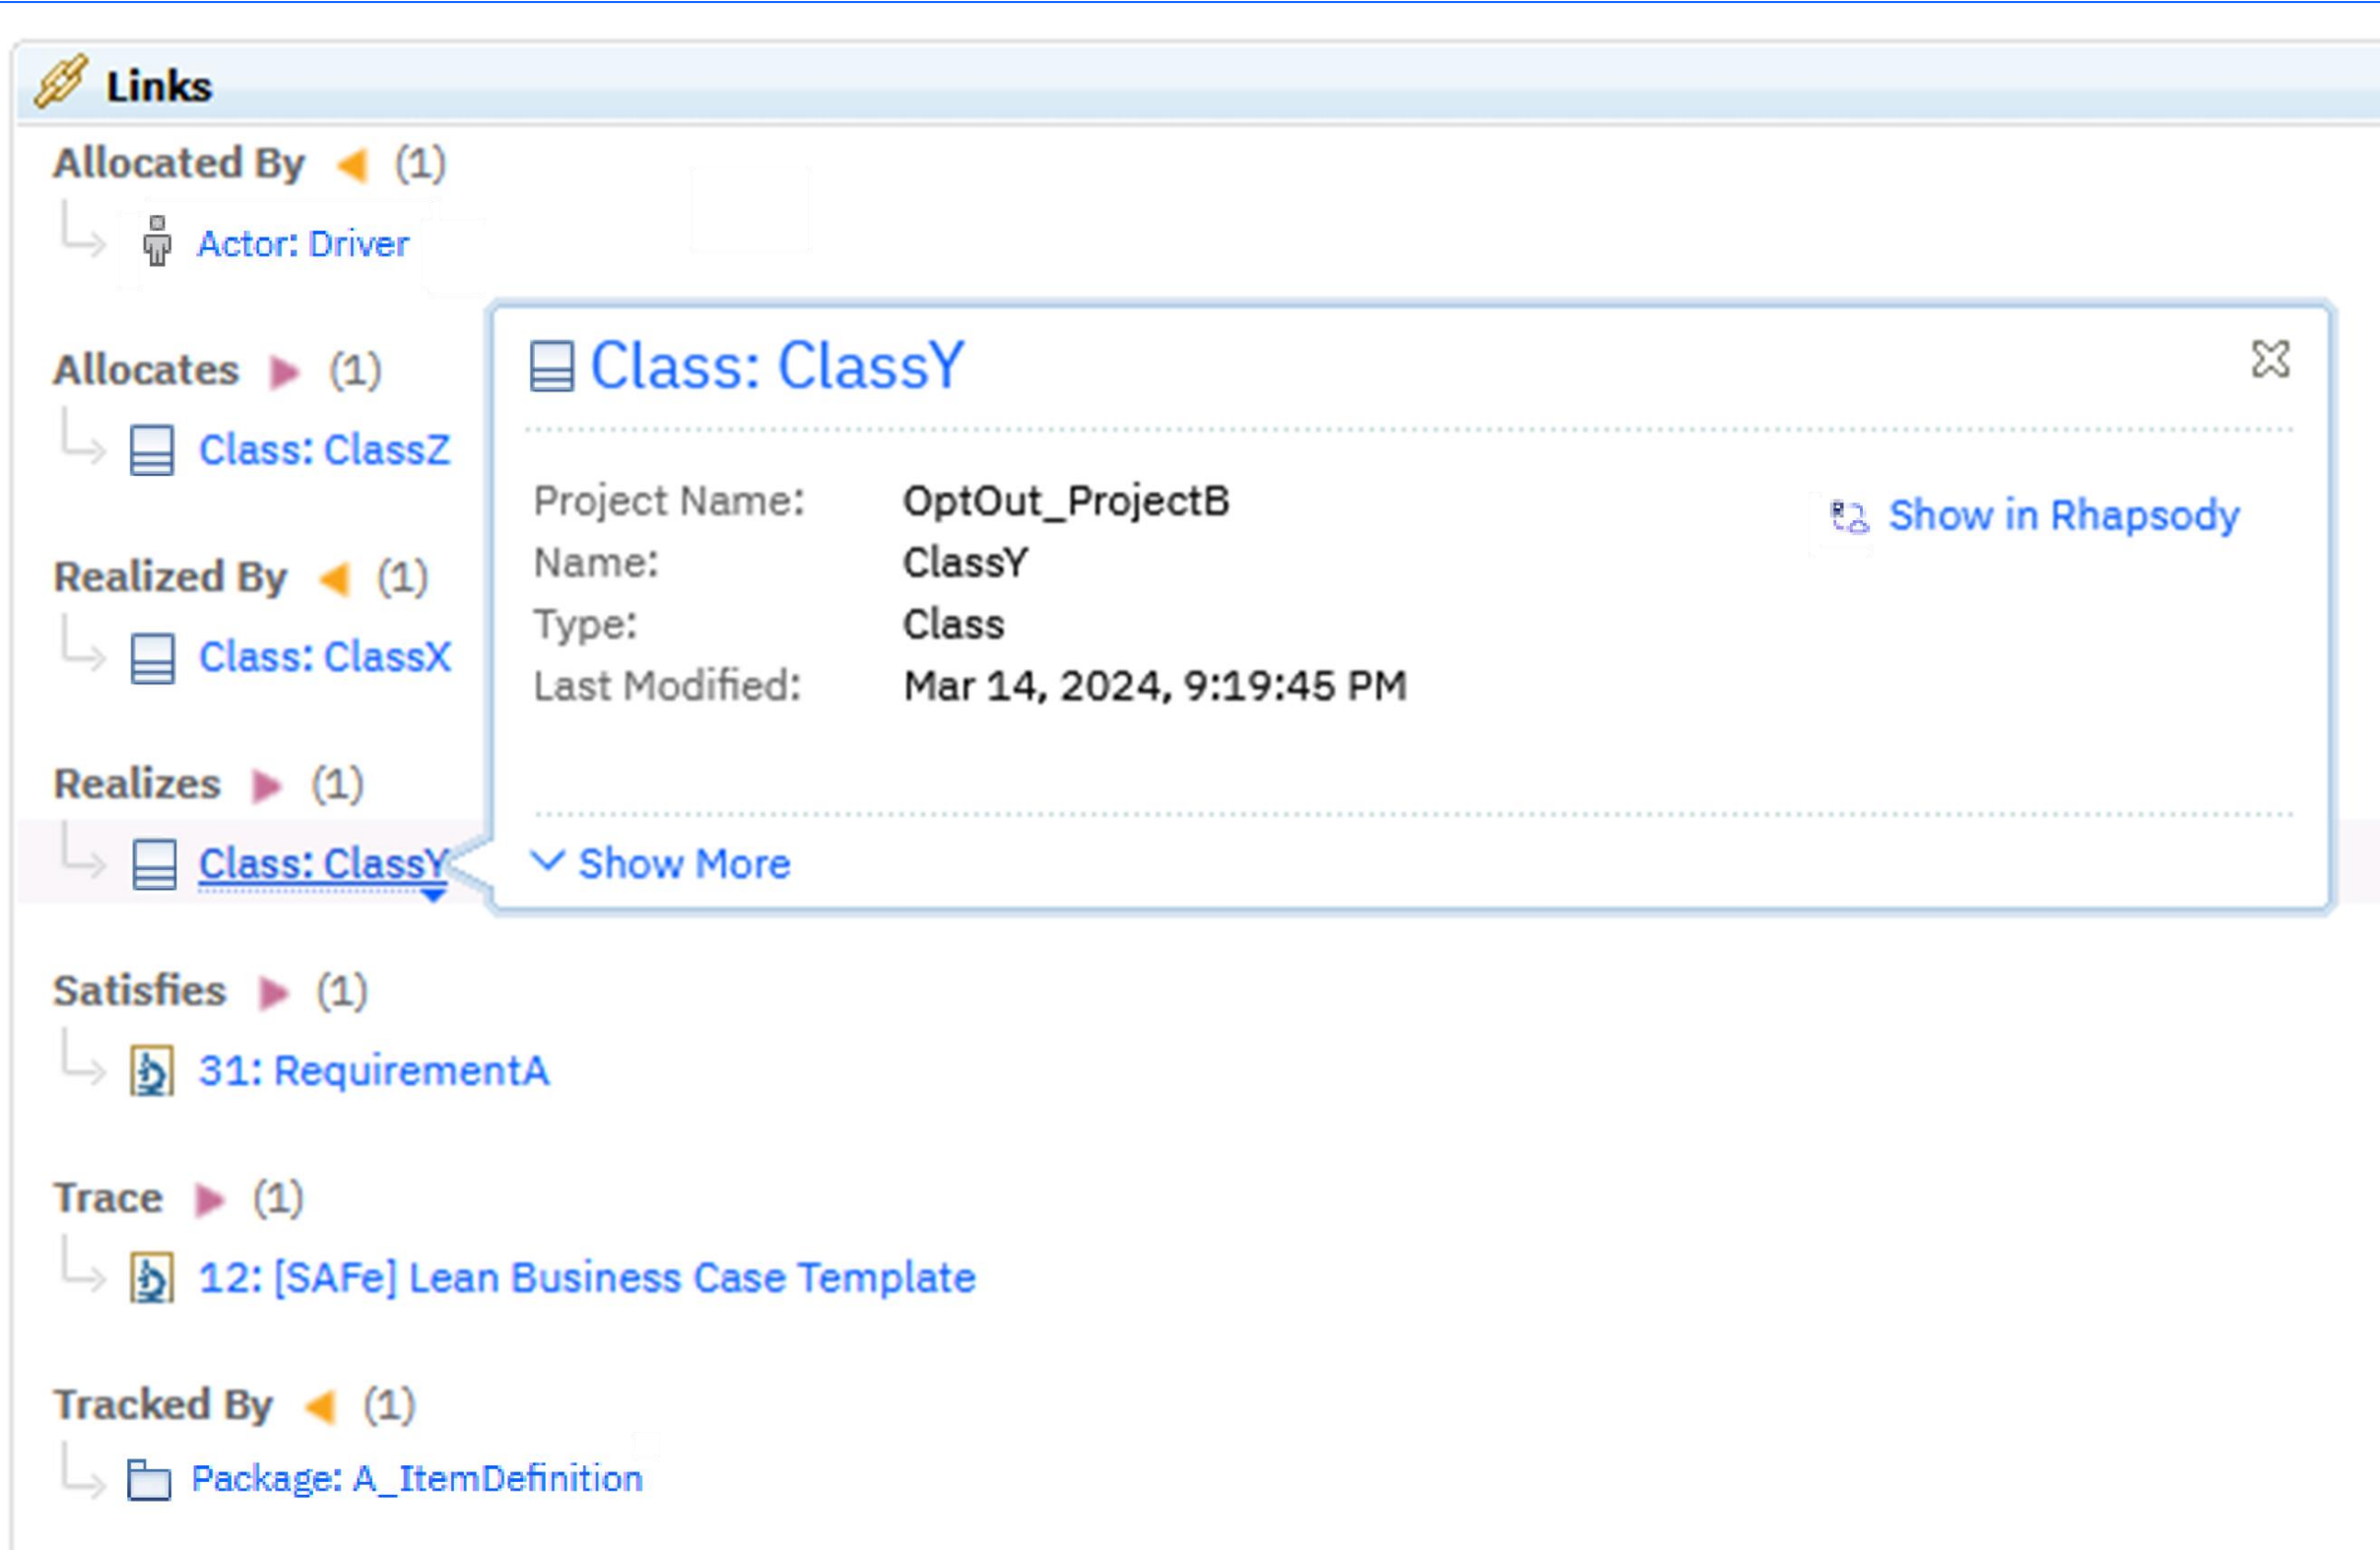 Links
Allocated By (1)
Actor: Driver
Allocates (1)
Class: ClassZ
Realized By (1)
Class: ClassX
Realizes (1)
Class: ClassY
Class: ClassY
Project Name: OptOut_ProjectB
Name: ClassY
Type: Class
Last Modified: Mar 14, 2024, 9:19:45 PM
Show in Rhapsody
Show More
Satisfies (1)
31: RequirementA
Trace (1)
12: [SAFe] Lean Business Case Template
Tracked By (1)
Package: A_ItemDefinition